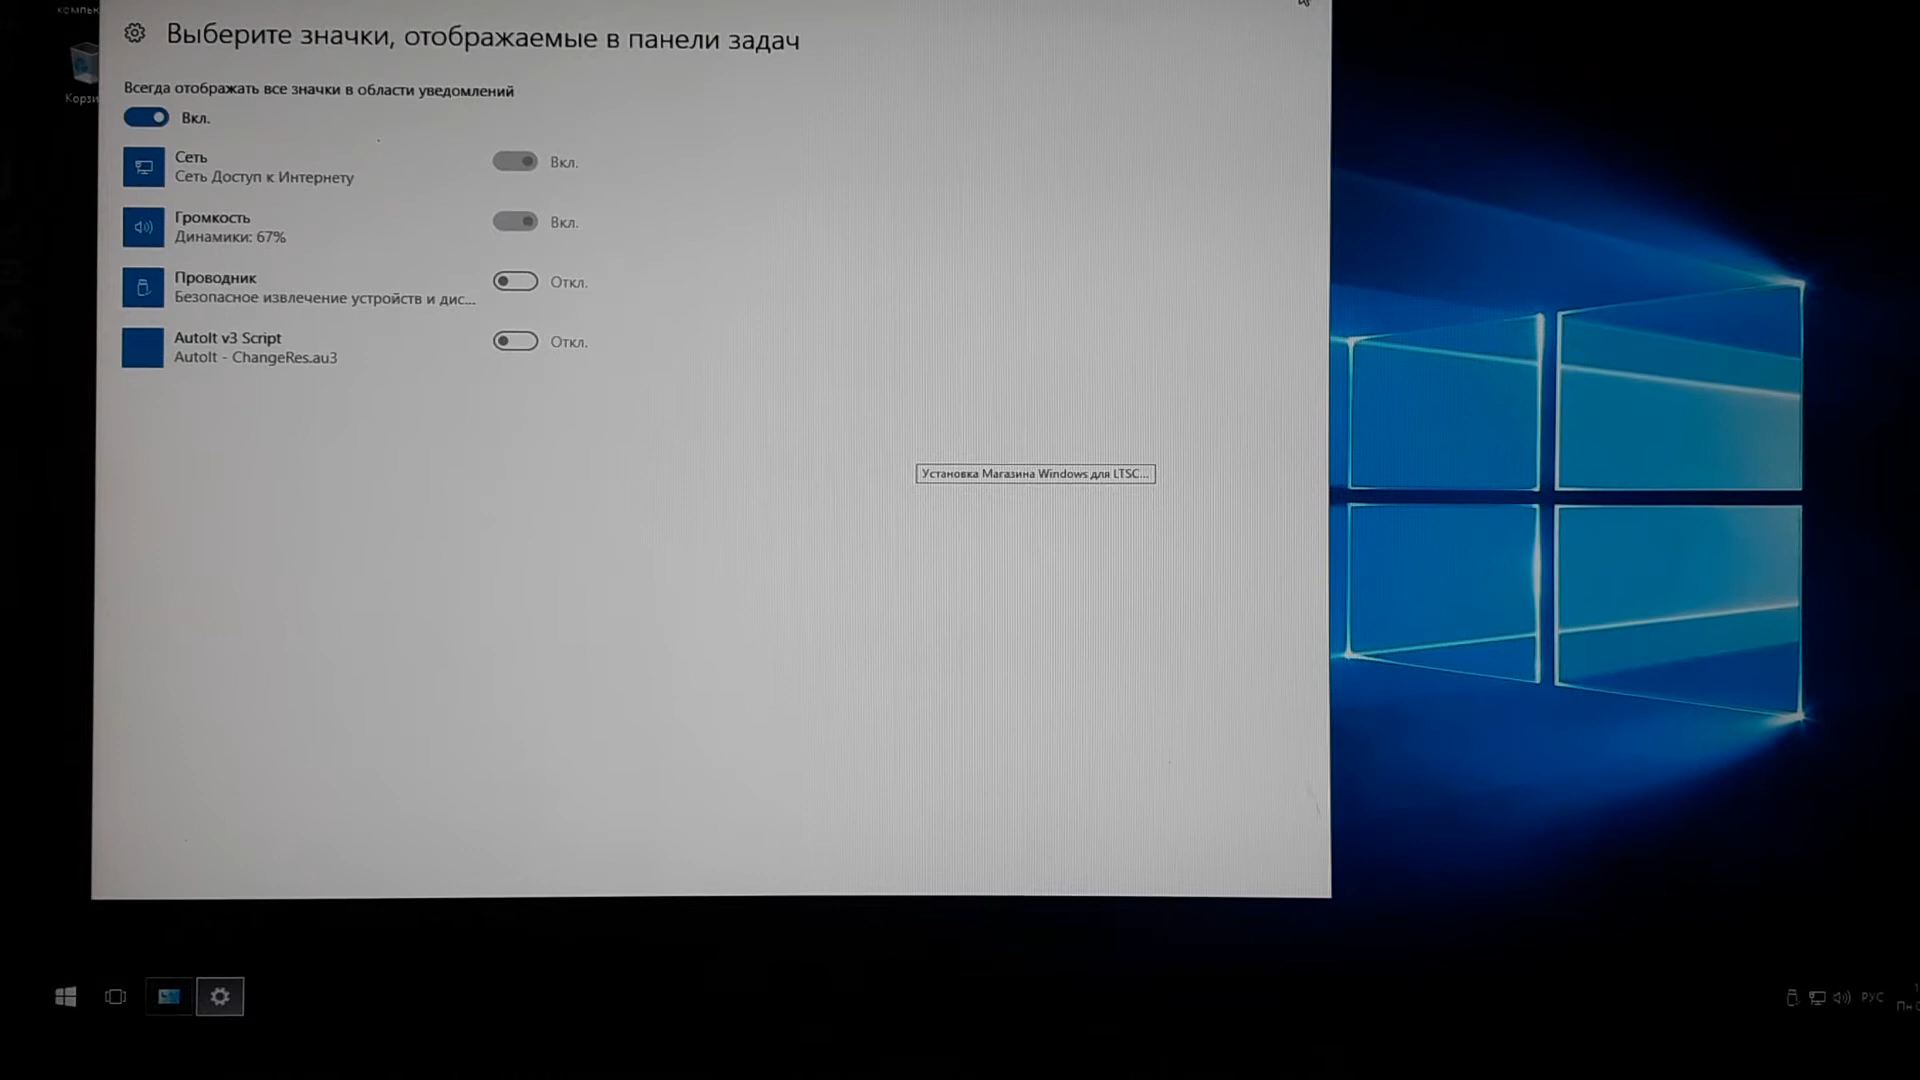 Выберите значки, отображаемые в панели задач
Всегда отображать все значки в области уведомлений
Вкл.
Сеть
Сеть Доступ к Интернету
Вкл.
Громкость
Динамики: 67%
Вкл.
Проводник
Безопасное извлечение устройств и дис...
Откл.
AutoIt v3 Script
AutoIt - ChangeRes.au3
Откл.
Установка Магазина Windows для LTSC...
РУС